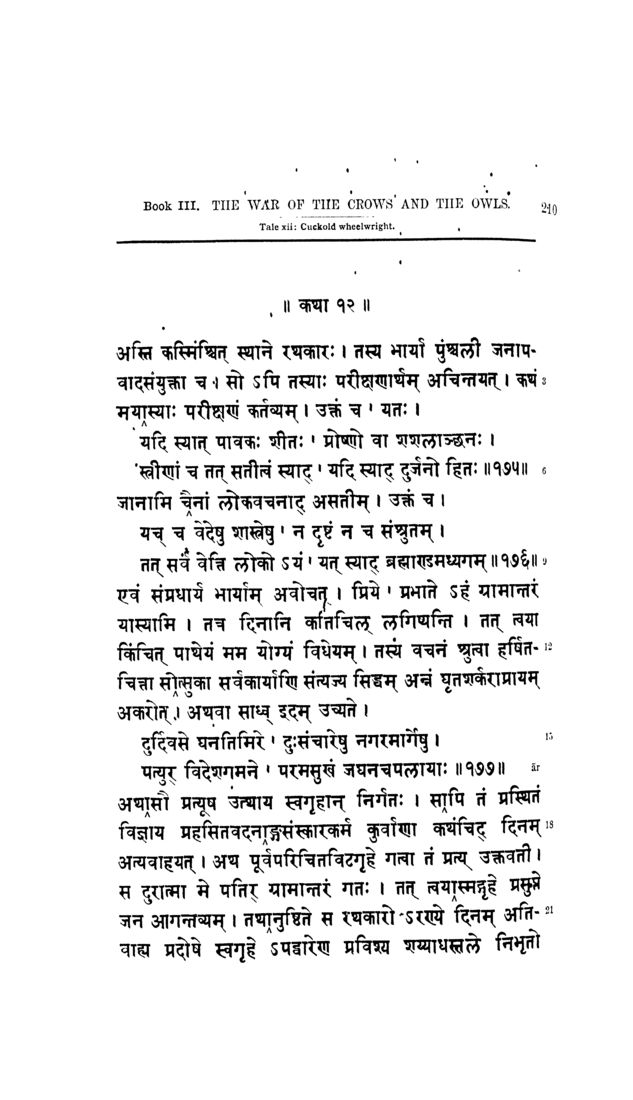 Book III. THE WAR OF THE CROWS AND THE OWLS. 210
Tale xii: Cuckold wheelwright.
॥ कथा १२ ॥
अस्ति कस्मिंश्चित् स्थाने रथकारः। तस्य भार्या पुंश्चली जनाप-
वादसंयुक्ता च। सो ऽपि तस्याः परीक्षणार्थम् अचिन्तयत्। कथं 3
मयास्याः परीक्षणं कर्तव्यम्। उक्तं च ' यतः।
यदि स्यात् पावकः शीतः ' प्रोष्णो वा शशलाञ्छनः।
स्त्रीणां च तत् सतीत्वं स्याद् ' यदि स्याद् दुर्जनो हितः॥१७५॥ 6
जानामि चैनां लोकवचनाद् असतीम्। उक्तं च।
यच् च वेदेषु शास्त्रेषु ' न दृष्टं न च संश्रुतम्।
तत् सर्वं वेत्ति लोको ऽयं ' यत् स्याद् ब्रह्माण्डमध्यगम्॥१७६॥ 9
एवं संप्रधार्य भार्याम् अवोचत्। प्रिये ' प्रभाते ऽहं ग्रामान्तरं
यास्यामि। तत्र दिनानि कतिचिल् लगिष्यन्ति। तत् त्वया
किंचित् पाथेयं मम योग्यं विधेयम्। तस्य वचनं श्रुत्वा हर्षित- 12
चित्ता सोत्सुका सर्वकार्याणि संत्यज्य सिद्धम् अन्नं घृतशर्कराप्रायम्
अकरोत्। अथवा साध्व् इदम् उच्यते।
दुर्दिवसे घनतिमिरे ' दुःसंचारेषु नगरमार्गेषु। 15
पत्युर् विदेशगमने ' परमसुखं जघनचपलायाः॥१७७॥ ār
अथासौ प्रत्यूष उत्थाय स्वगृहान् निर्गतः। सापि तं प्रस्थितं
विज्ञाय प्रहसितवदनाङ्गसंस्कारकर्म कुर्वाणा कथंचिद् दिनम् 18
अत्यवाहयत्। अथ पूर्वपरिचितविटगृहे गत्वा तं प्रत्य् उक्तवती।
स दुरात्मा मे पतिर् ग्रामान्तरं गतः। तत् त्वयास्मद्गृहे प्रसुप्ते
जन आगन्तव्यम्। तथानुष्ठिते स रथकारो ऽरण्ये दिनम् अति- 21
वाह्य प्रदोषे स्वगृहे ऽपद्वारेण प्रविश्य शय्याधस्तले निभृतो